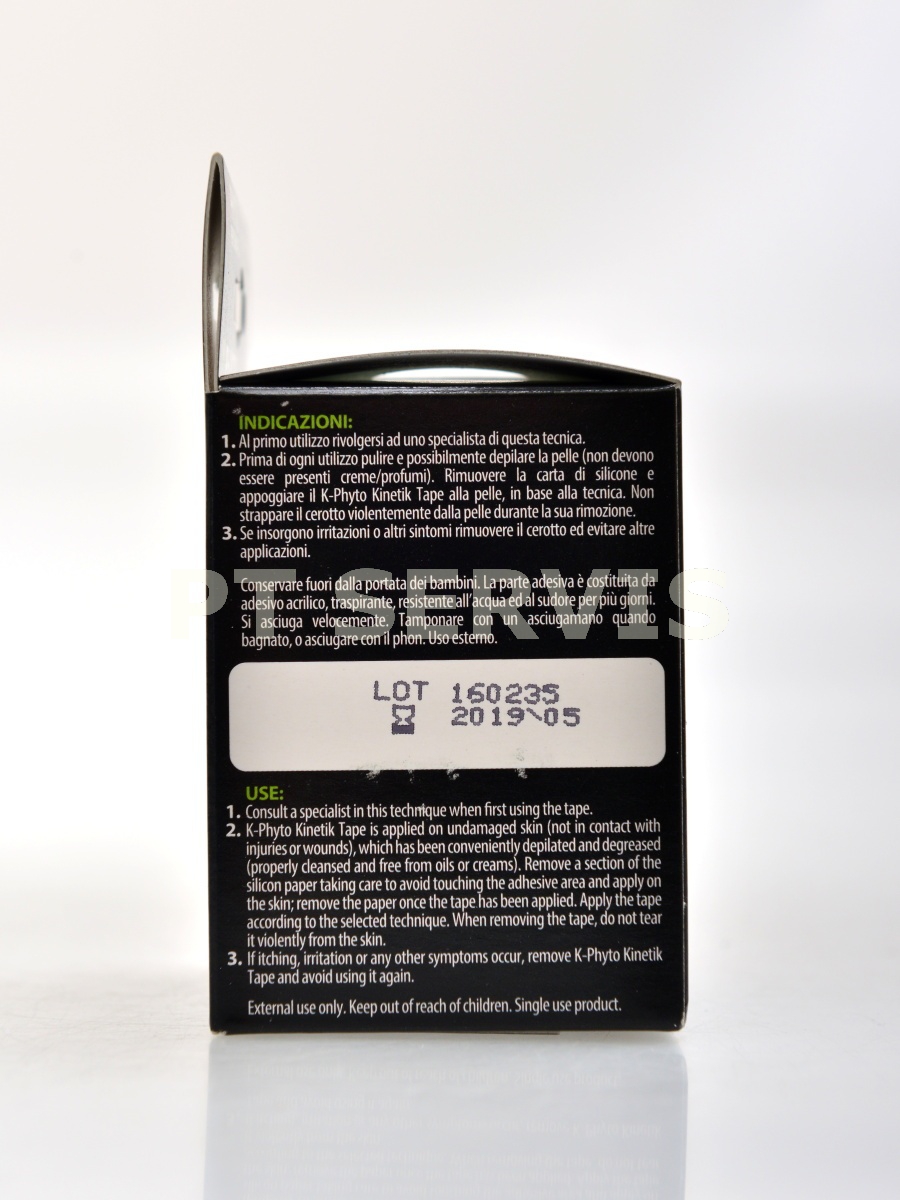 INDICAZIONI:
1. Al primo utilizzo rivolgersi ad uno specialista di questa tecnica.
2. Prima di ogni utilizzo pulire e possibilmente depilare la pelle (non devono
essere presenti creme/profumi). Rimuovere la carta di silicone e
appoggiare il K-Phyto Kinetik Tape alla pelle, in base alla tecnica. Non
strappare il cerotto violentemente dalla pelle durante la sua rimozione.
3. Se insorgono irritazioni o altri sintomi rimuovere il cerotto ed evitare altre
applicazioni.
Conservare fuori dalla portata dei bambini. La parte adesiva è costituita da
adesivo acrilico, traspirante, resistente all'acqua ed al sudore per più giorni.
Si asciuga velocemente. Tamponare con un asciugamano quando
bagnato, o asciugare con il phon. Uso esterno.
PT SERVIS
LOT 160235
2019\05
USE:
1. Consult a specialist in this technique when first using the tape.
2. K-Phyto Kinetik Tape is applied on undamaged skin (not in contact with
injuries or wounds), which has been conveniently depilated and degreased
(properly cleansed and free from oils or creams). Remove a section of the
silicon paper taking care to avoid touching the adhesive area and apply on
the skin; remove the paper once the tape has been applied. Apply the tape
according to the selected technique. When removing the tape, do not tear
it violently from the skin.
3. If itching, irritation or any other symptoms occur, remove K-Phyto Kinetik
Tape and avoid using it again.
External use only. Keep out of reach of children. Single use product.